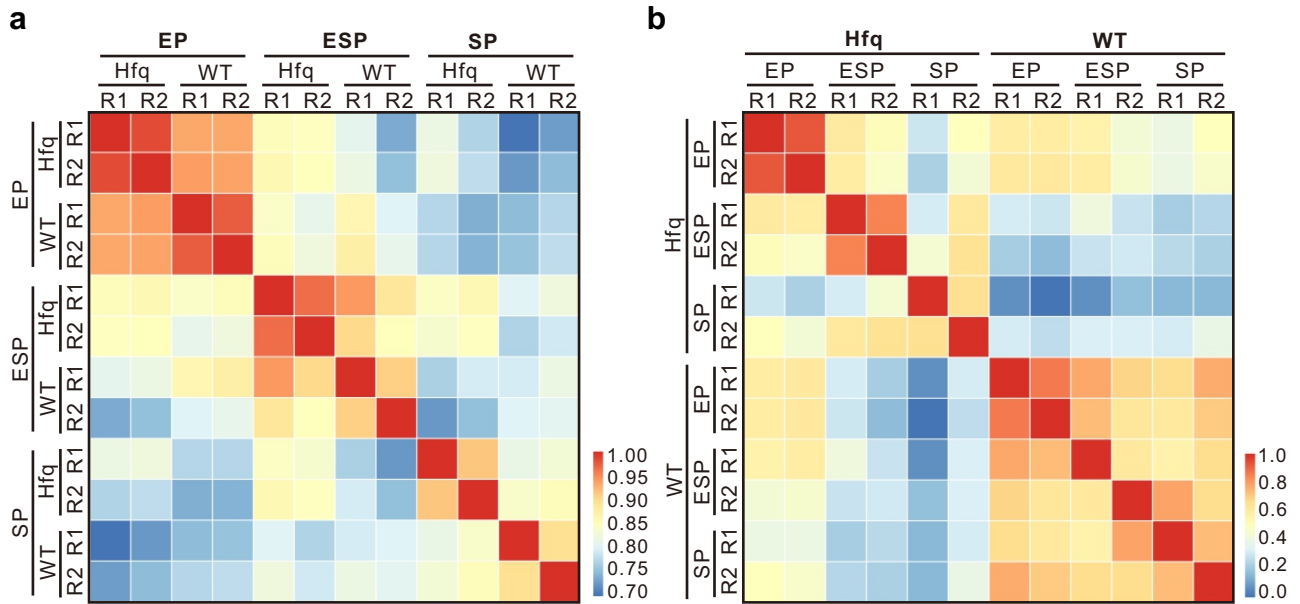 a
EP ESP SP
Hfq WT Hfq WT Hfq WT
R1 R2 R1 R2 R1 R2 R1 R2 R1 R2 R1 R2
EP
Hfq
R1
R2
WT
R1
R2
ESP
Hfq
R1
R2
WT
R1
R2
SP
Hfq
R1
R2
WT
R1
R2
1.00
0.95
0.90
0.85
0.80
0.75
0.70
b
Hfq WT
EP ESP SP EP ESP SP
R1 R2 R1 R2 R1 R2 R1 R2 R1 R2 R1 R2
Hfq
EP
R1
R2
ESP
R1
R2
SP
R1
R2
WT
EP
R1
R2
ESP
R1
R2
SP
R1
R2
1.0
0.8
0.6
0.4
0.2
0.0